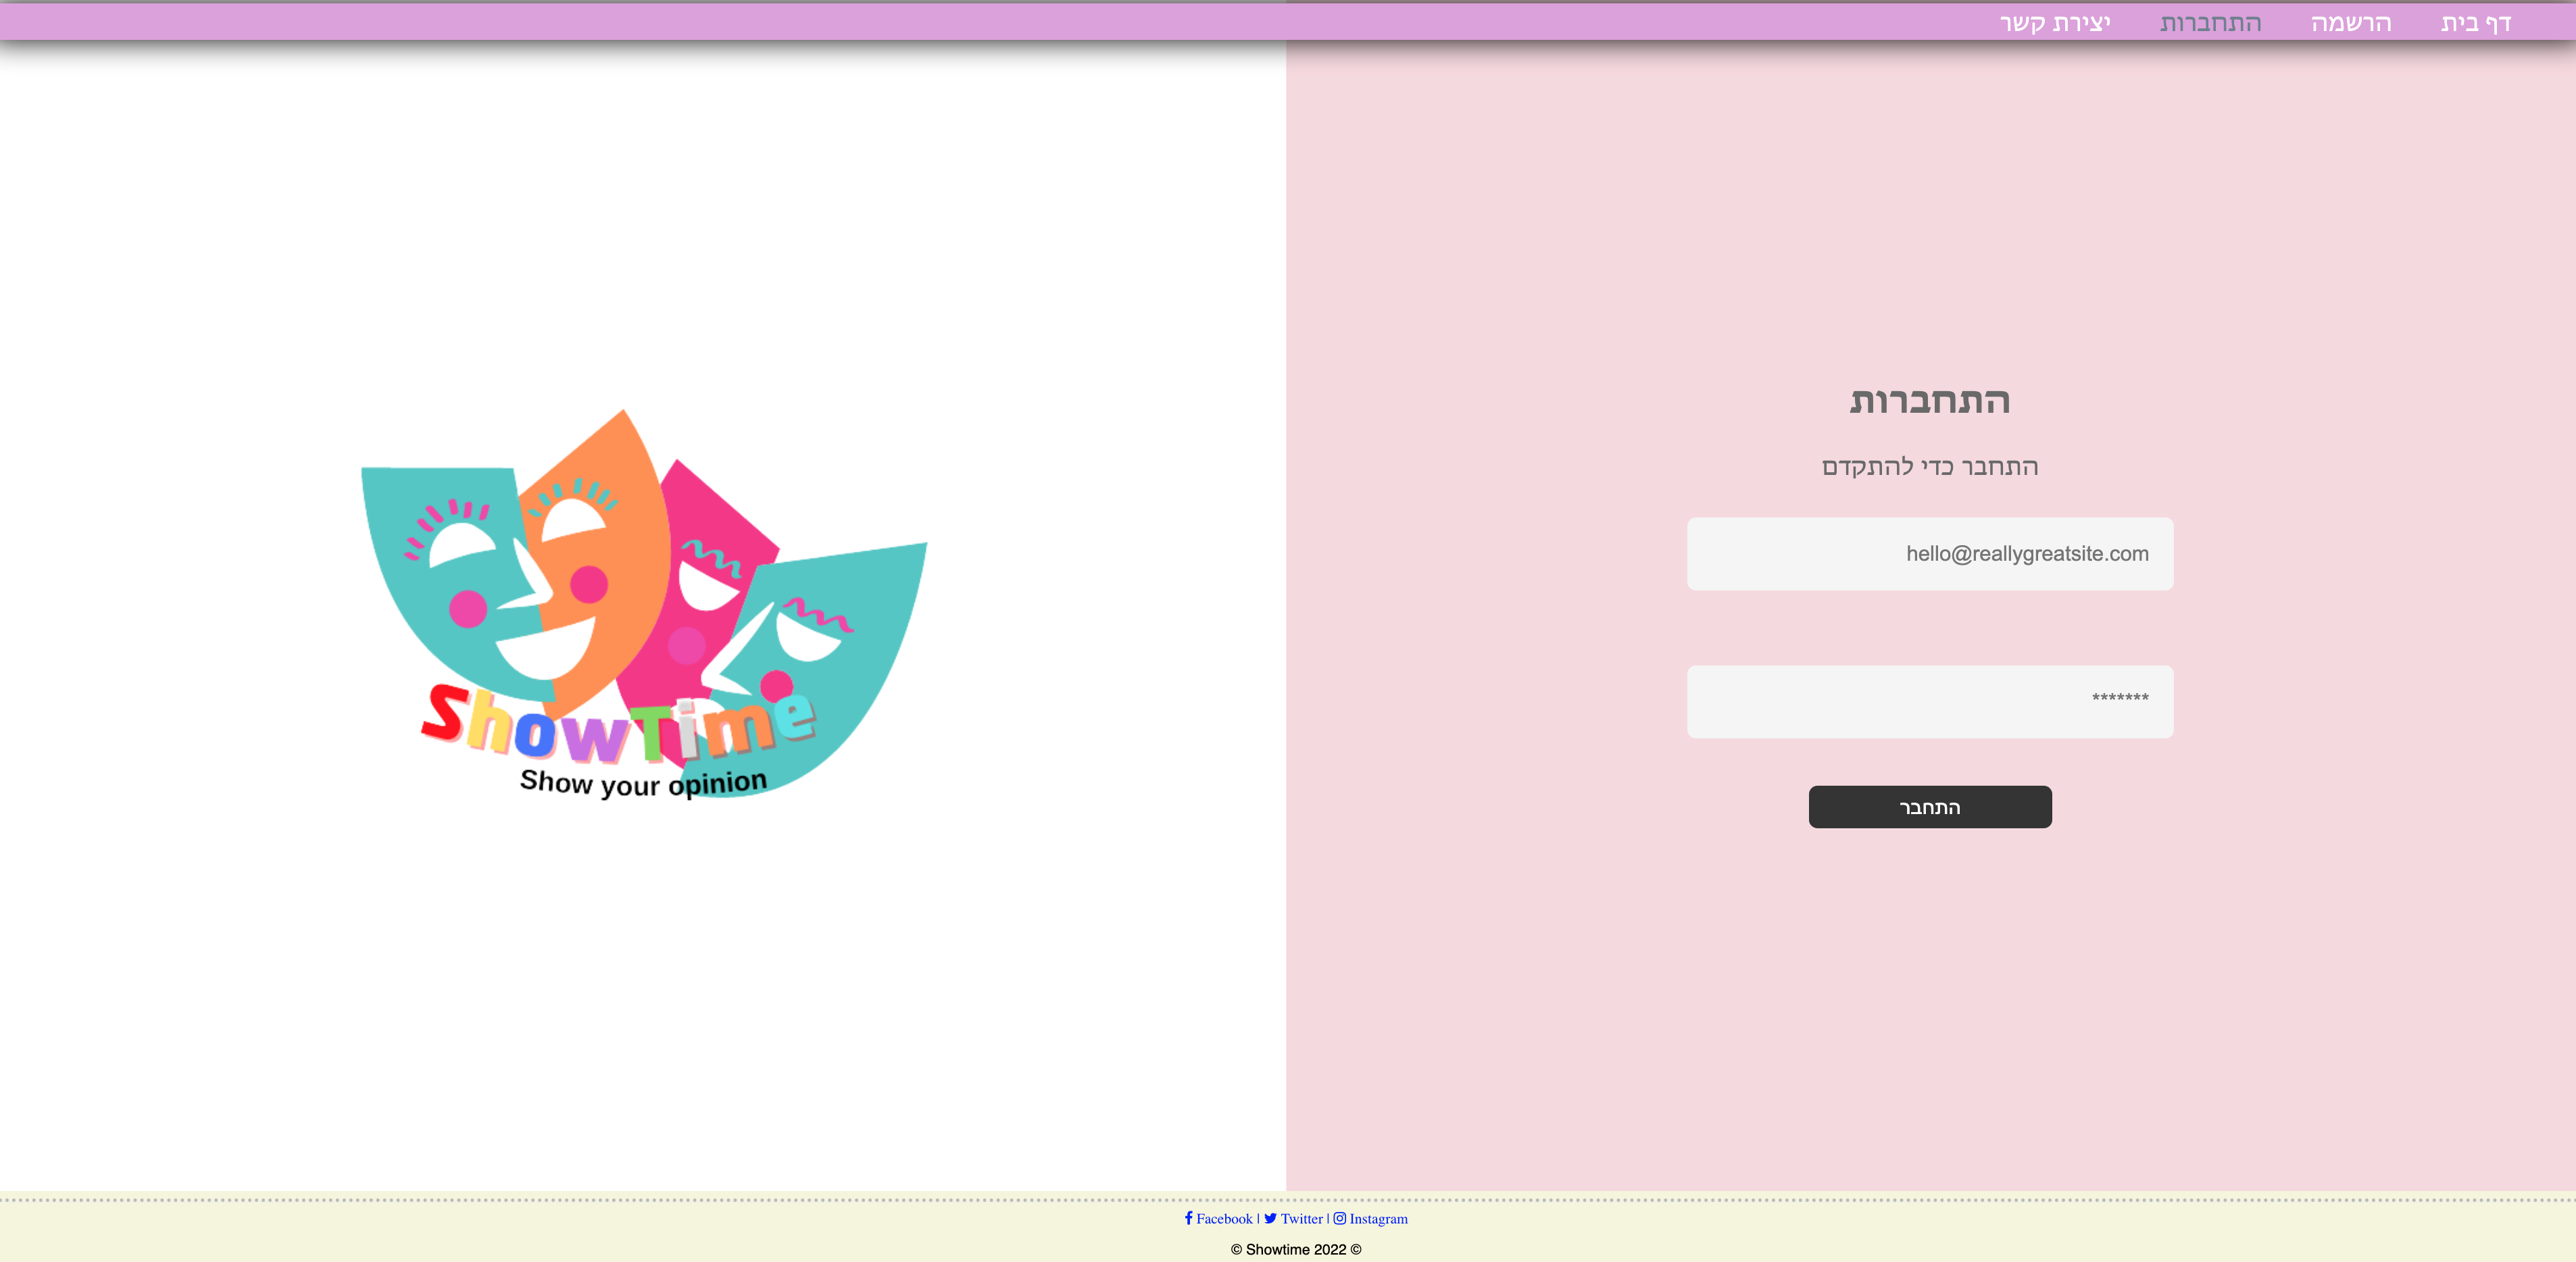 דף בית הרשמה התחברות יצירת קשר
התחברות
התחבר כדי להתקדם
hello@reallygreatsite.com
*******
התחבר
ShowTime
Show your opinion
Facebook | Twitter | Instagram
© Showtime 2022 ©